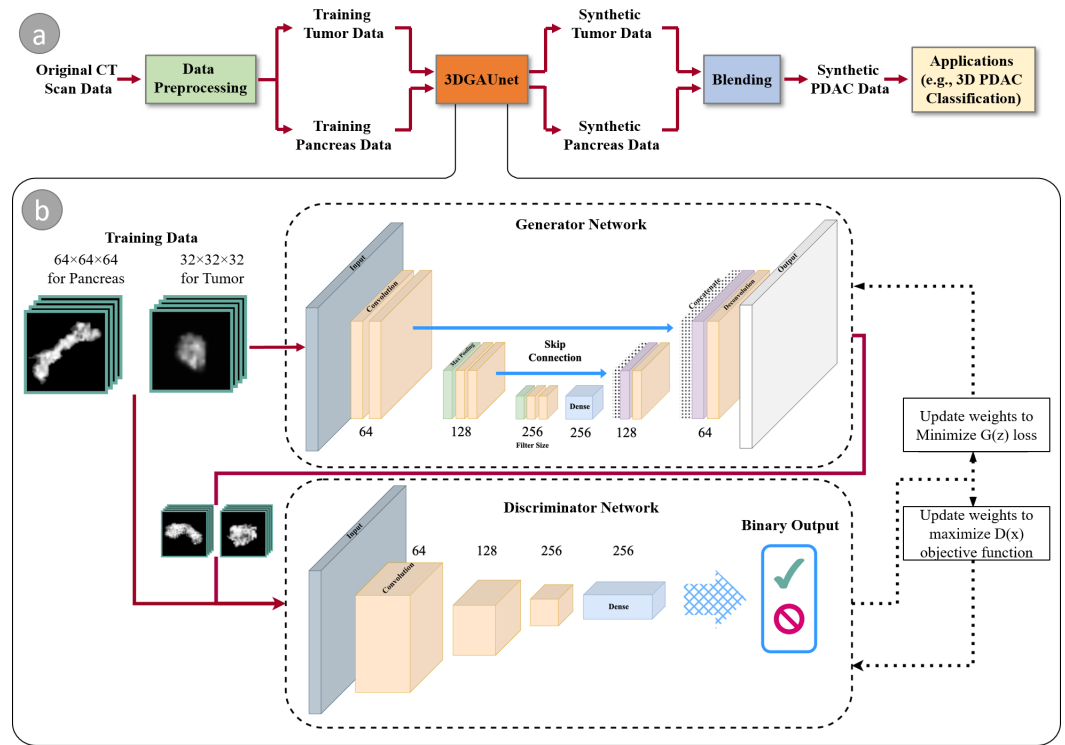 a
Original CT
Scan Data
Data
Preprocessing
Training
Tumor Data
Training
Pancreas Data
3DGAUnet
Synthetic
Tumor Data
Synthetic
Pancreas Data
Blending
Synthetic
PDAC Data
Applications
(e.g., 3D PDAC
Classification)
b
Training Data
64×64×64
for Pancreas
32×32×32
for Tumor
Generator Network
Input
Convolution
Max Pooling
Skip
Connection
Dense
Concatenate
Deconvolution
Output
64
128
256
256
128
64
Filter Size
Update weights to
Minimize G(z) loss
Update weights to
maximize D(x)
objective function
Discriminator Network
Input
Convolution
64
128
256
256
Dense
Binary Output